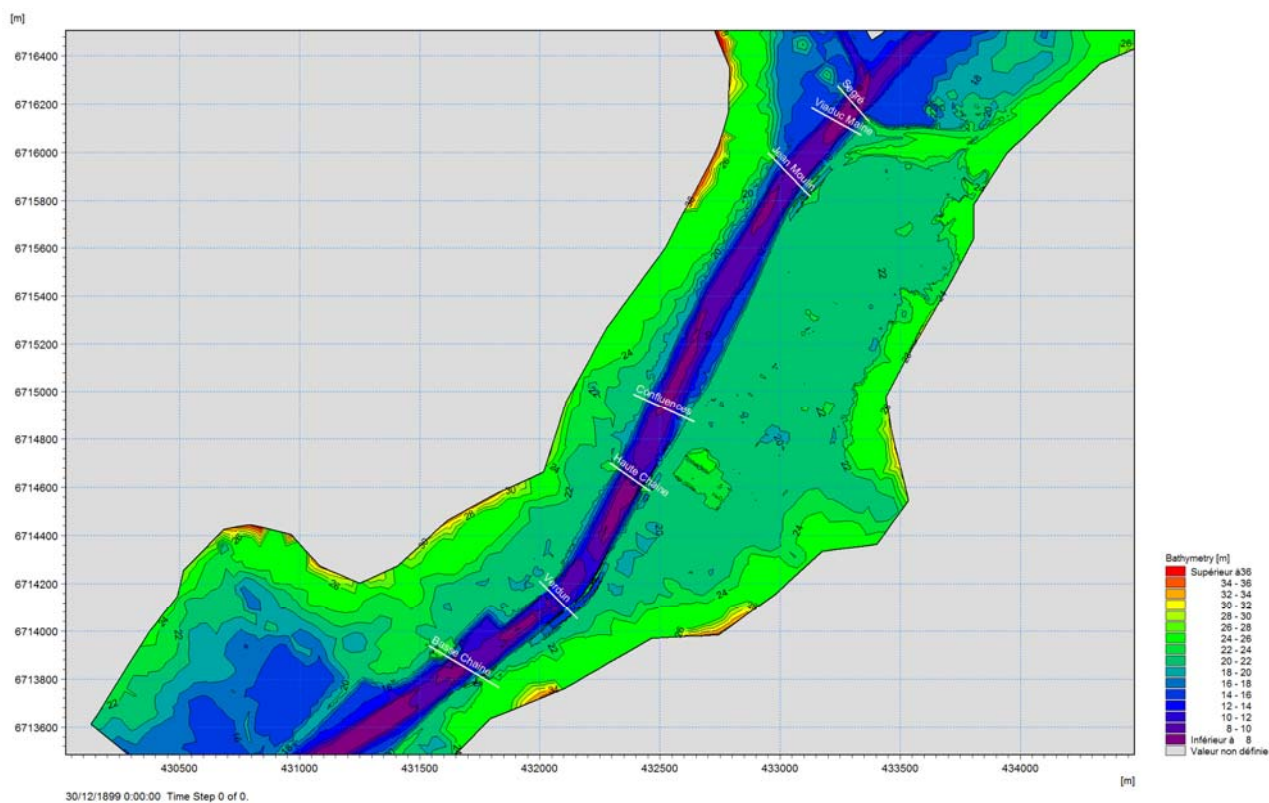 [m]
6716400
6716200
6716000
6715800
6715600
6715400
6715200
6715000
6714800
6714600
6714400
6714200
6714000
6713800
6713600
430500
431000
431500
432000
432500
433000
433500
434000
[m]
Segré
Viaduc Maine
Jean Moulin
Confluences
Haute Chaine
Verdun
Basse Chaine
Bathymetry [m]
Supérieur à36
34 - 36
32 - 34
30 - 32
28 - 30
26 - 28
24 - 26
22 - 24
20 - 22
18 - 20
16 - 18
14 - 16
12 - 14
10 - 12
8 - 10
Inférieur à 8
Valeur non définie
30/12/1899 0:00:00 Time Step 0 of 0.